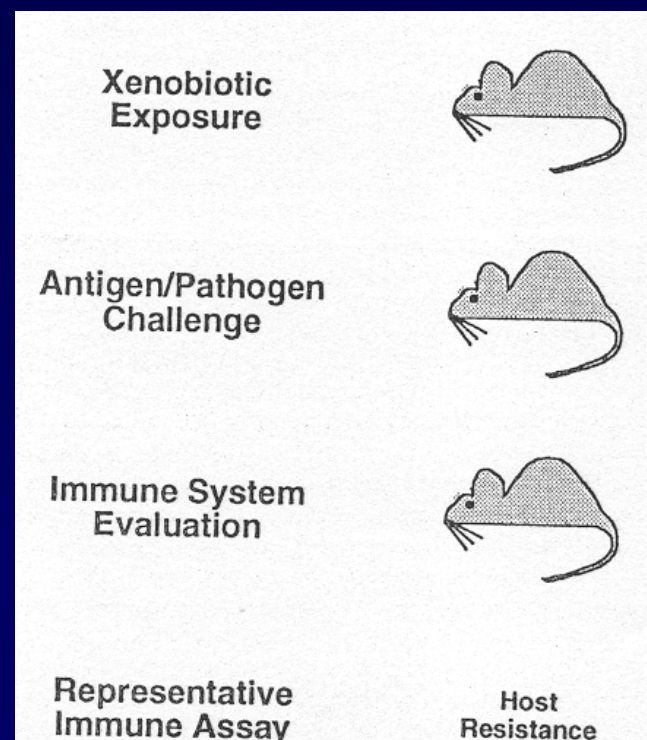 Xenobiotic
Exposure
Antigen/Pathogen
Challenge
Immune System
Evaluation
Representative
Immune Assay
Host
Resistance